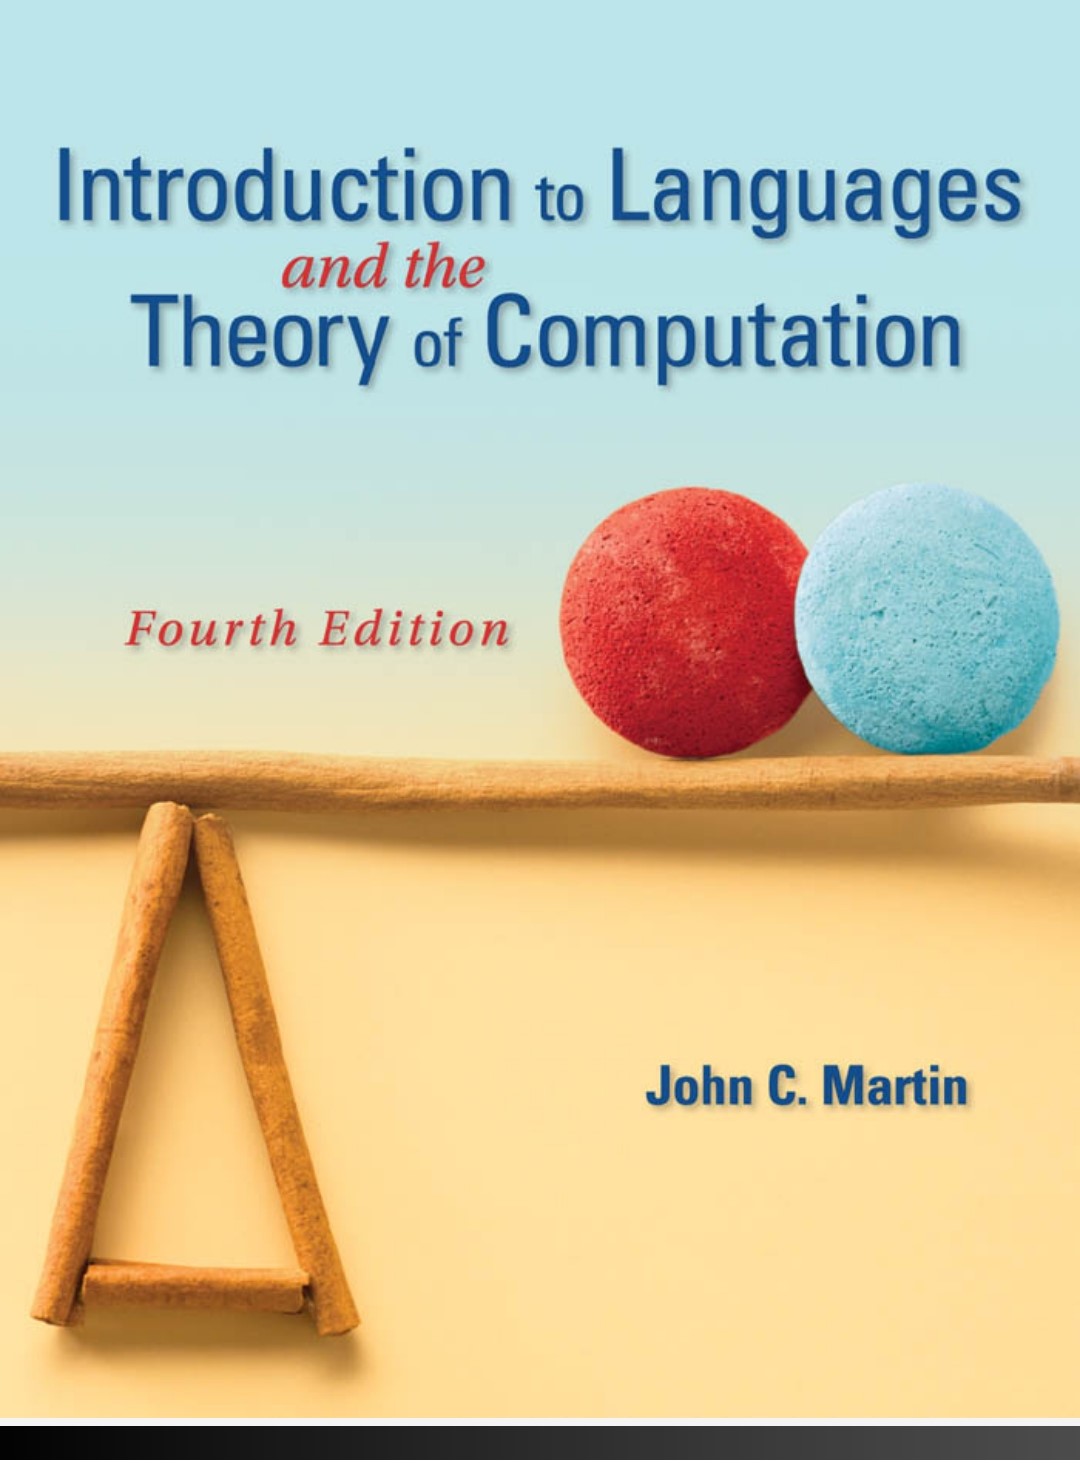 Introduction to Languages
and the
Theory of Computation
Fourth Edition
John C. Martin